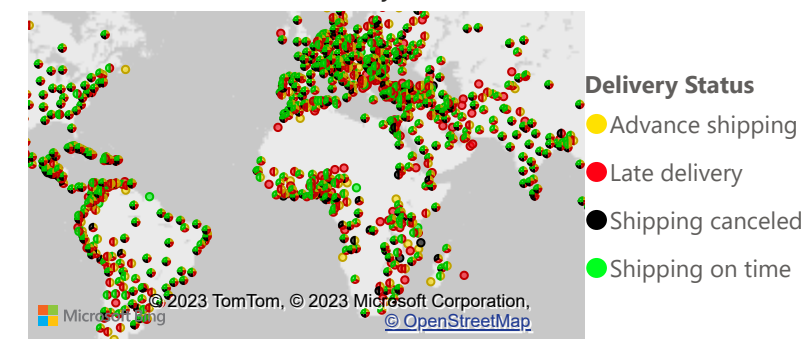 Delivery Status
Advance shipping
Late delivery
Shipping canceled
Shipping on time
© 2023 TomTom, © 2023 Microsoft Corporation,
Microsoft Bing
© OpenStreetMap